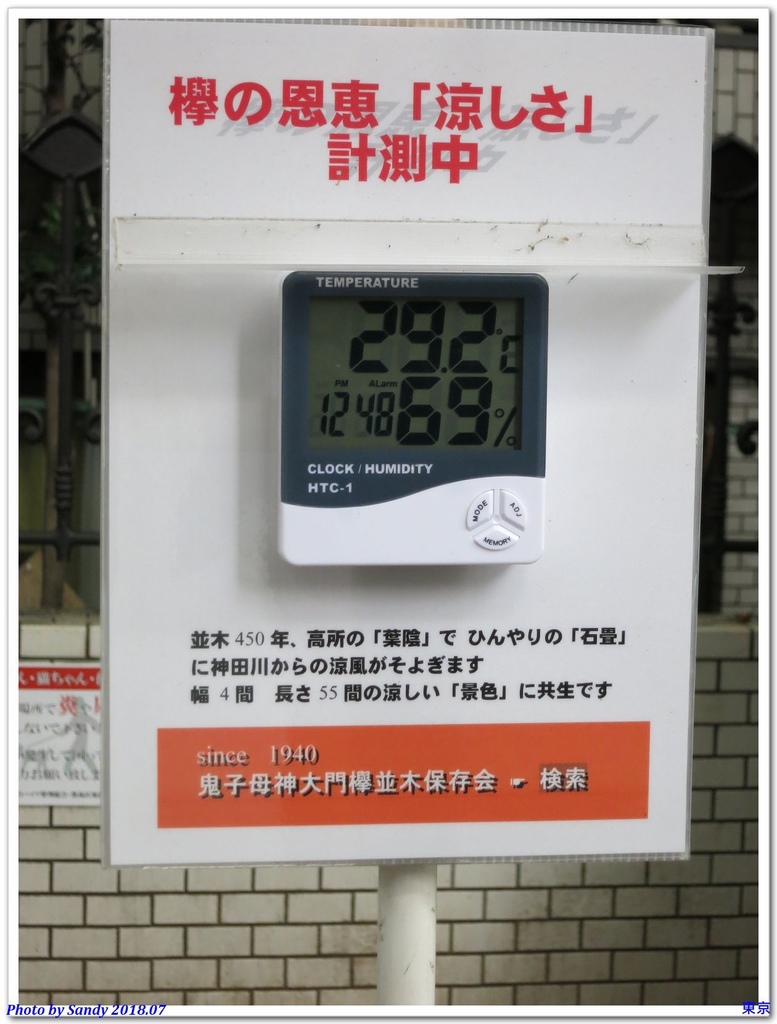 欅の恩恵「涼しさ」
計測中
TEMPERATURE
29.2℃
PM ALarm
12 48 69%
CLOCK / HUMIDITY
HTC-1
MODE
ADJ
MEMORY
並木 450 年、高所の「葉陰」で ひんやりの「石畳」
に神田川からの涼風がそよぎます
幅 4 間 長さ 55 間の涼しい「景色」に共生です
since 1940
鬼子母神大門欅並木保存会 ☛ 検索
猫ちゃん
糞
Photo by Sandy 2018.07
東京